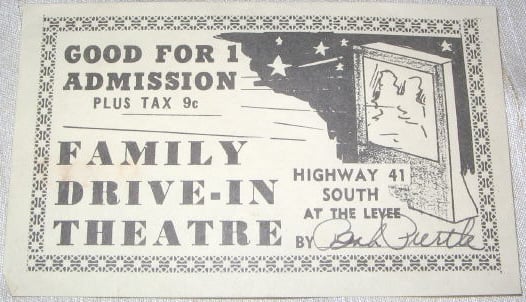 GOOD FOR 1
ADMISSION
PLUS TAX 9c
FAMILY
DRIVE-IN
THEATRE
HIGHWAY 41
SOUTH
AT THE LEVEE
BY